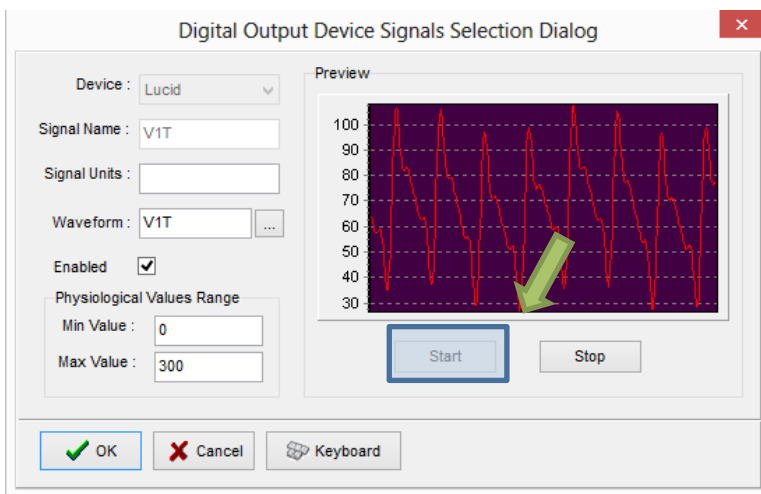 Digital Output Device Signals Selection Dialog
Device : Lucid
Signal Name : V1T
Signal Units :
Waveform : V1T ...
Enabled
Physiological Values Range
Min Value : 0
Max Value : 300
Preview
100
90
80
70
60
50
40
30
Start Stop
OK Cancel Keyboard